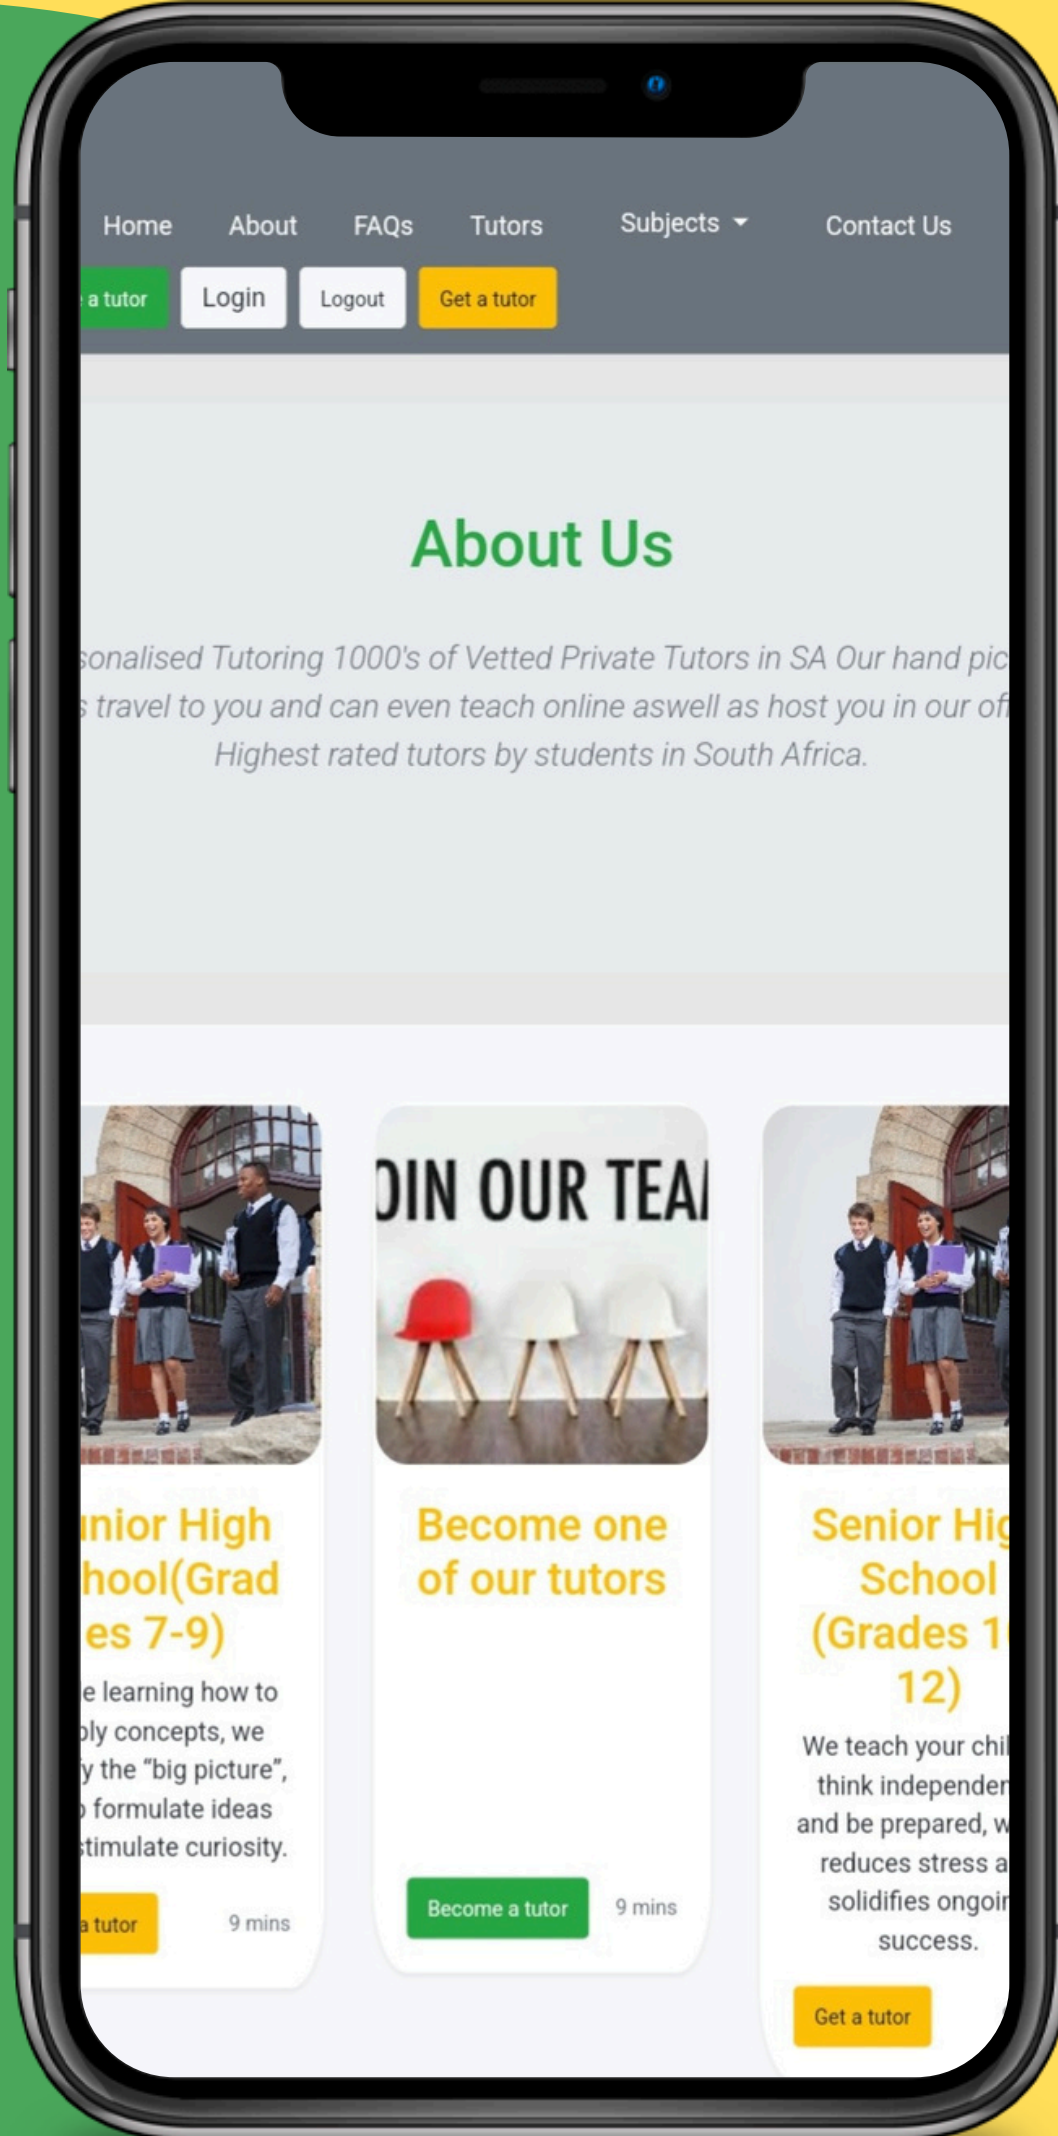 Home About FAQs Tutors Subjects Contact Us
a tutor Login Logout Get a tutor
About Us
sonalised Tutoring 1000's of Vetted Private Tutors in SA Our hand pic
s travel to you and can even teach online aswell as host you in our off
Highest rated tutors by students in South Africa.
OIN OUR TEA
unior High
hool(Grad
es 7-9)
e learning how to
ply concepts, we
y the “big picture”,
o formulate ideas
stimulate curiosity.
a tutor 9 mins
Become one
of our tutors
Become a tutor 9 mins
Senior Hig
School
(Grades 1
12)
We teach your chil
think independen
and be prepared, w
reduces stress a
solidifies ongoin
success.
Get a tutor